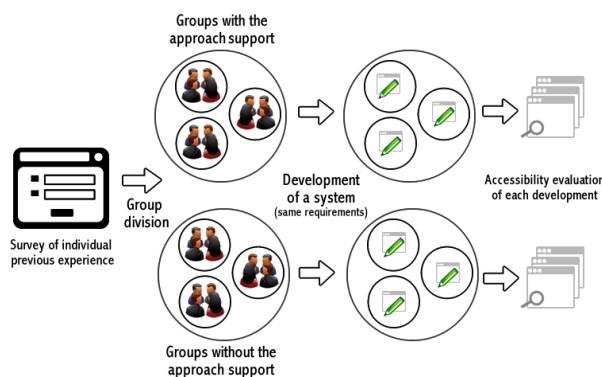 Groups with the
approach support
Survey of individual
previous experience
Group
division
Development
of a system
(same requirements)
Accessibility evaluation
of each development
Groups without the
approach support